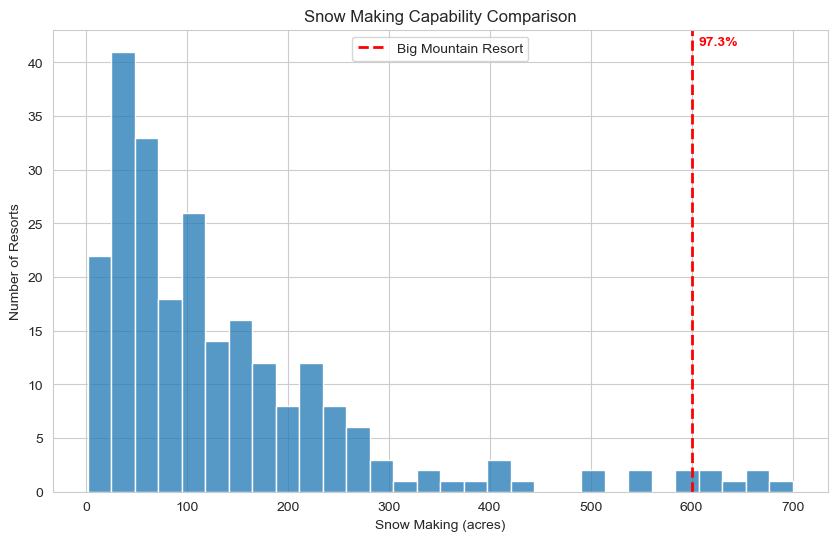 Snow Making Capability Comparison
Big Mountain Resort
97.3%
Number of Resorts
40
35
30
25
20
15
10
5
0
0 100 200 300 400 500 600 700
Snow Making (acres)